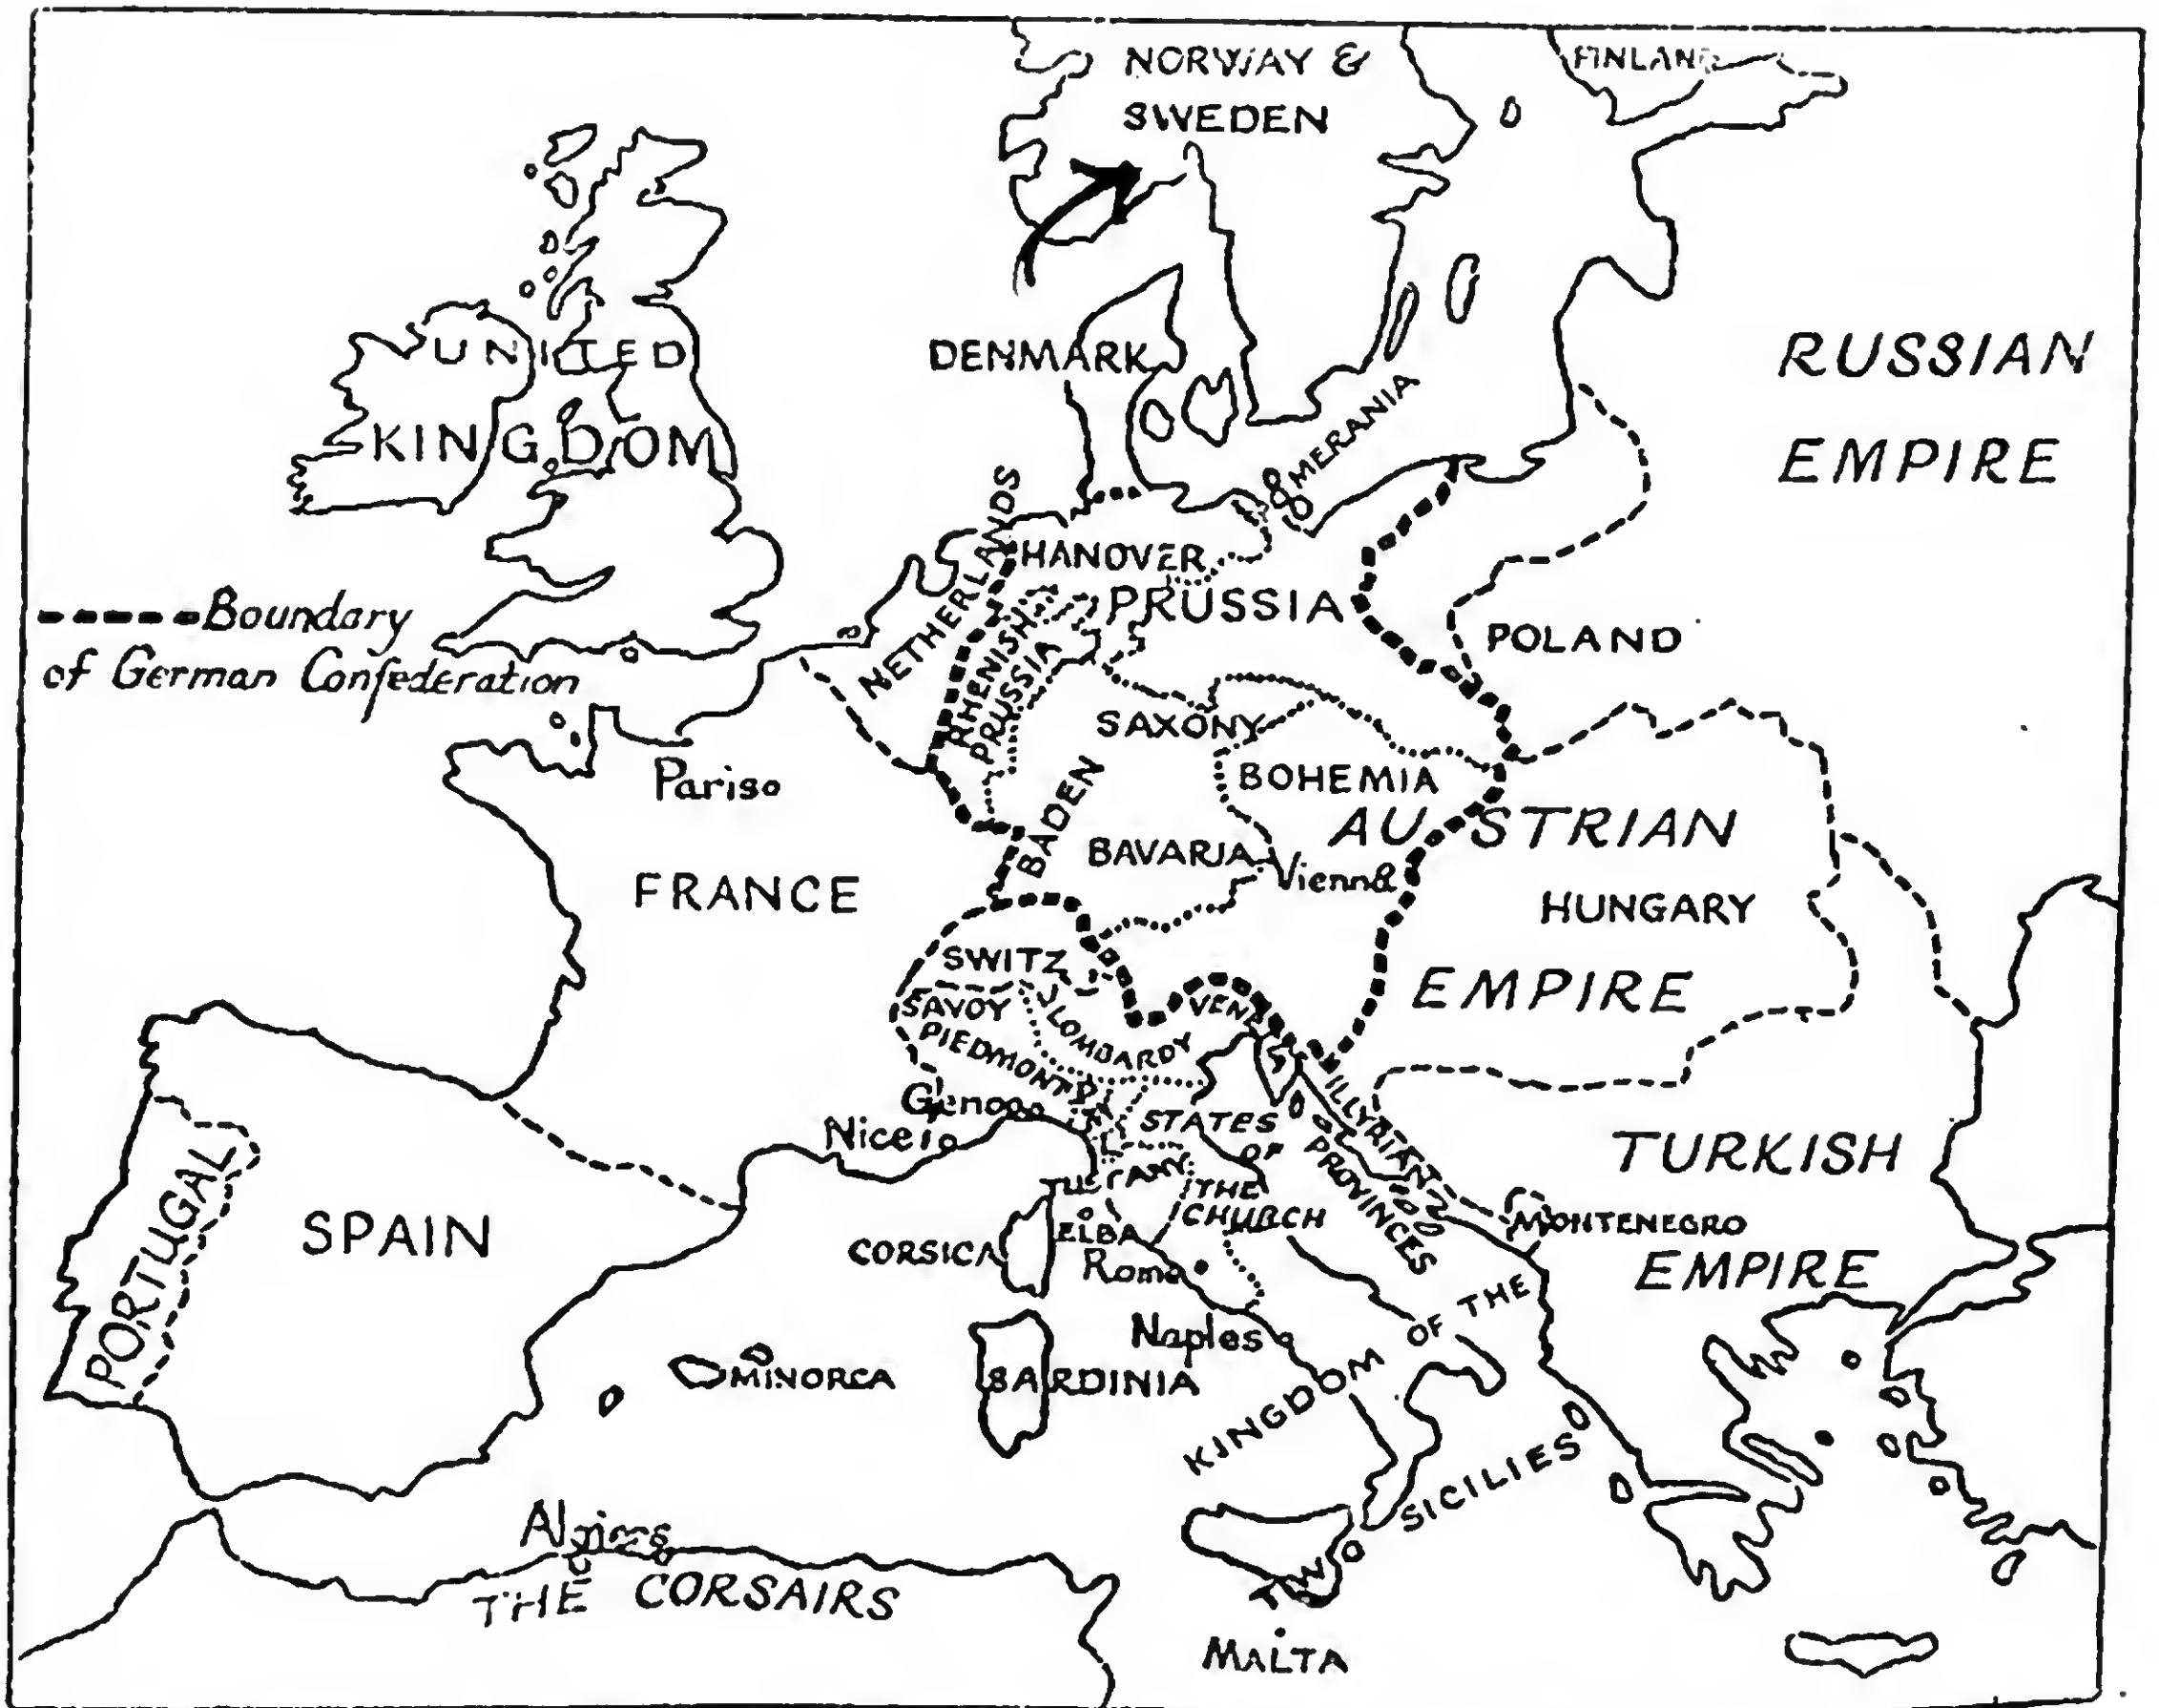 NORWAY &
SWEDEN
FINLAND
UNITED
KINGDOM
DENMARK
POMERANIA
RUSSIAN
EMPIRE
NETHERLANDS
HANOVER
PRUSSIA
RHENISH
PRUSSIA
POLAND
Boundary
of German Confederation
SAXONY
Paris
BOHEMIA
BADEN
BAVARIA
Vienna
AUSTRIAN
HUNGARY
EMPIRE
FRANCE
SWITZ
SAVOY
PIEDMONT
LOMBARDY
VEN
Genoa
Nice
STATES
OF
THE
CHURCH
TUSCANY
ILLYRIAN
PROVINCES
TURKISH
EMPIRE
MONTENEGRO
PORTUGAL
SPAIN
CORSICA
ELBA
Rome
Naples
MINORCA
SARDINIA
KINGDOM OF THE
TWO SICILIES
Algiers
THE CORSAIRS
MALTA